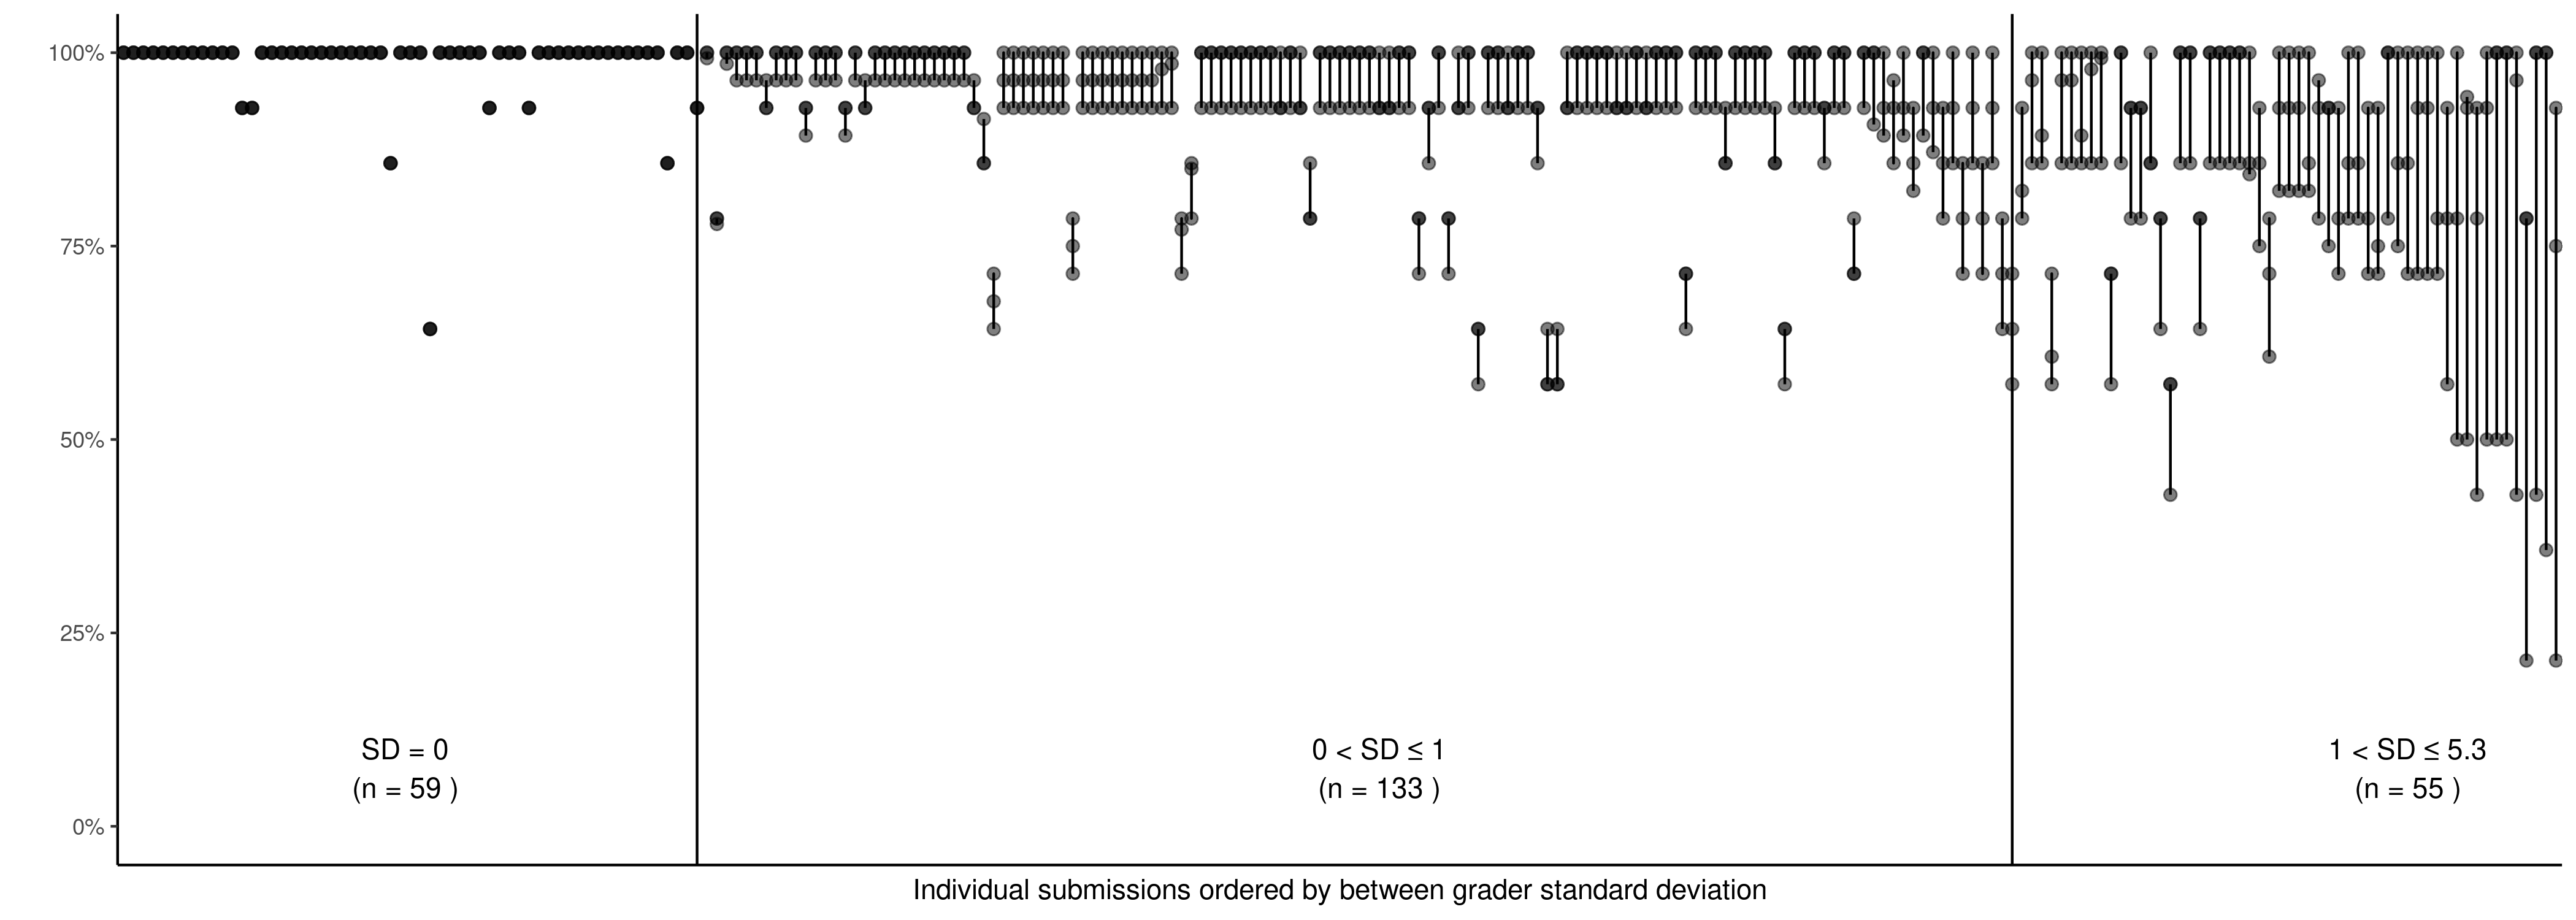 100%
75%
50%
25%
0%
SD = 0
(n = 59 )
0 < SD ≤ 1
(n = 133 )
1 < SD ≤ 5.3
(n = 55 )
Individual submissions ordered by between grader standard deviation